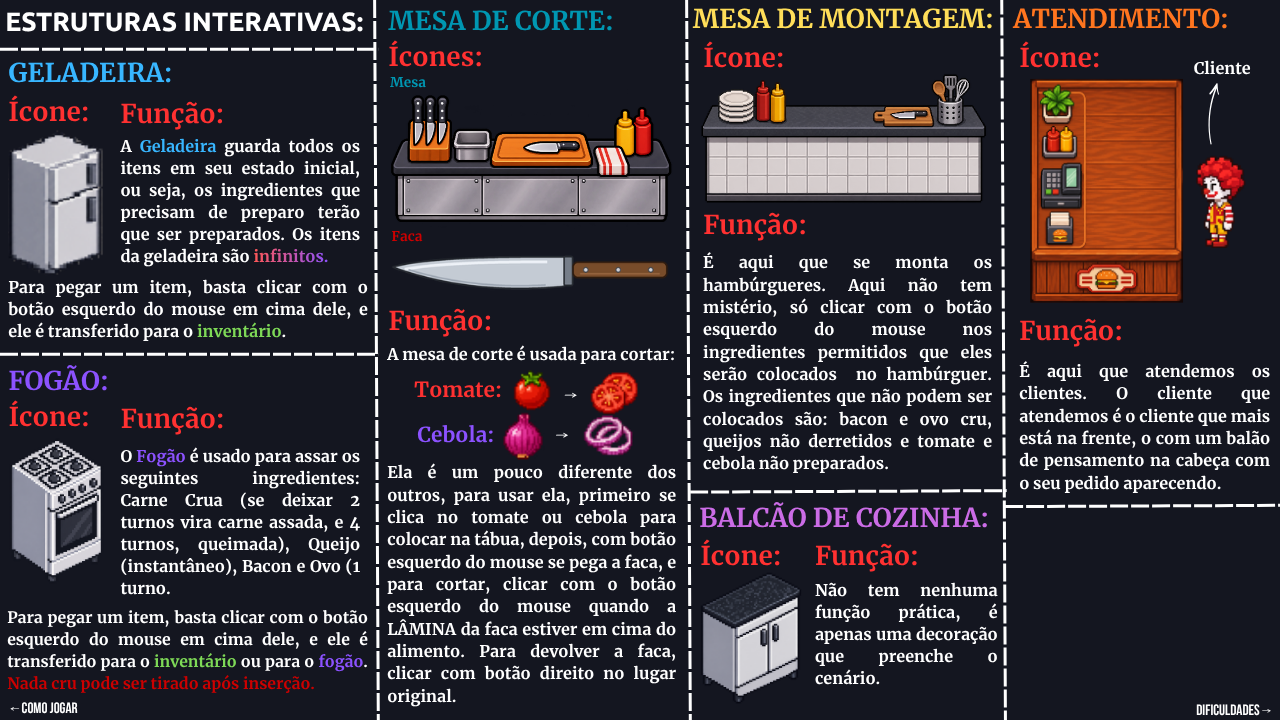 ESTRUTURAS INTERATIVAS:
GELADEIRA:
Ícone:
Função:
A Geladeira guarda todos os
itens em seu estado inicial,
ou seja, os ingredientes que
precisam de preparo terão
que ser preparados. Os itens
da geladeira são infinitos.
Para pegar um item, basta clicar com o
botão esquerdo do mouse em cima dele, e
ele é transferido para o inventário.
FOGÃO:
Ícone:
Função:
O Fogão é usado para assar os
seguintes ingredientes:
Carne Crua (se deixar 2
turnos vira carne assada, e 4
turnos, queimada), Queijo
(instantâneo), Bacon e Ovo (1
turno.
Para pegar um item, basta clicar com o botão
esquerdo do mouse em cima dele, e ele é
transferido para o inventário ou para o fogão.
Nada cru pode ser tirado após inserção.
← COMO JOGAR
MESA DE CORTE:
Ícones:
Mesa
Faca
Função:
A mesa de corte é usada para cortar:
Tomate: →
Cebola: →
Ela é um pouco diferente dos
outros, para usar ela, primeiro se
clica no tomate ou cebola para
colocar na tábua, depois, com botão
esquerdo do mouse se pega a faca, e
para cortar, clicar com o botão
esquerdo do mouse quando a
LÂMINA da faca estiver em cima do
alimento. Para devolver a faca,
clicar com botão direito no lugar
original.
MESA DE MONTAGEM:
Ícone:
Função:
É aqui que se monta os
hambúrgueres. Aqui não tem
mistério, só clicar com o botão
esquerdo do mouse nos
ingredientes permitidos que eles
serão colocados no hambúrguer.
Os ingredientes que não podem ser
colocados são: bacon e ovo cru,
queijos não derretidos e tomate e
cebola não preparados.
BALCÃO DE COZINHA:
Ícone:
Função:
Não tem nenhuma
função prática, é
apenas uma decoração
que preenche o
cenário.
ATENDIMENTO:
Ícone:
Cliente
Função:
É aqui que atendemos os
clientes. O cliente que
atendemos é o cliente que mais
está na frente, o com um balão
de pensamento na cabeça com
o seu pedido aparecendo.
DIFICULDADES →